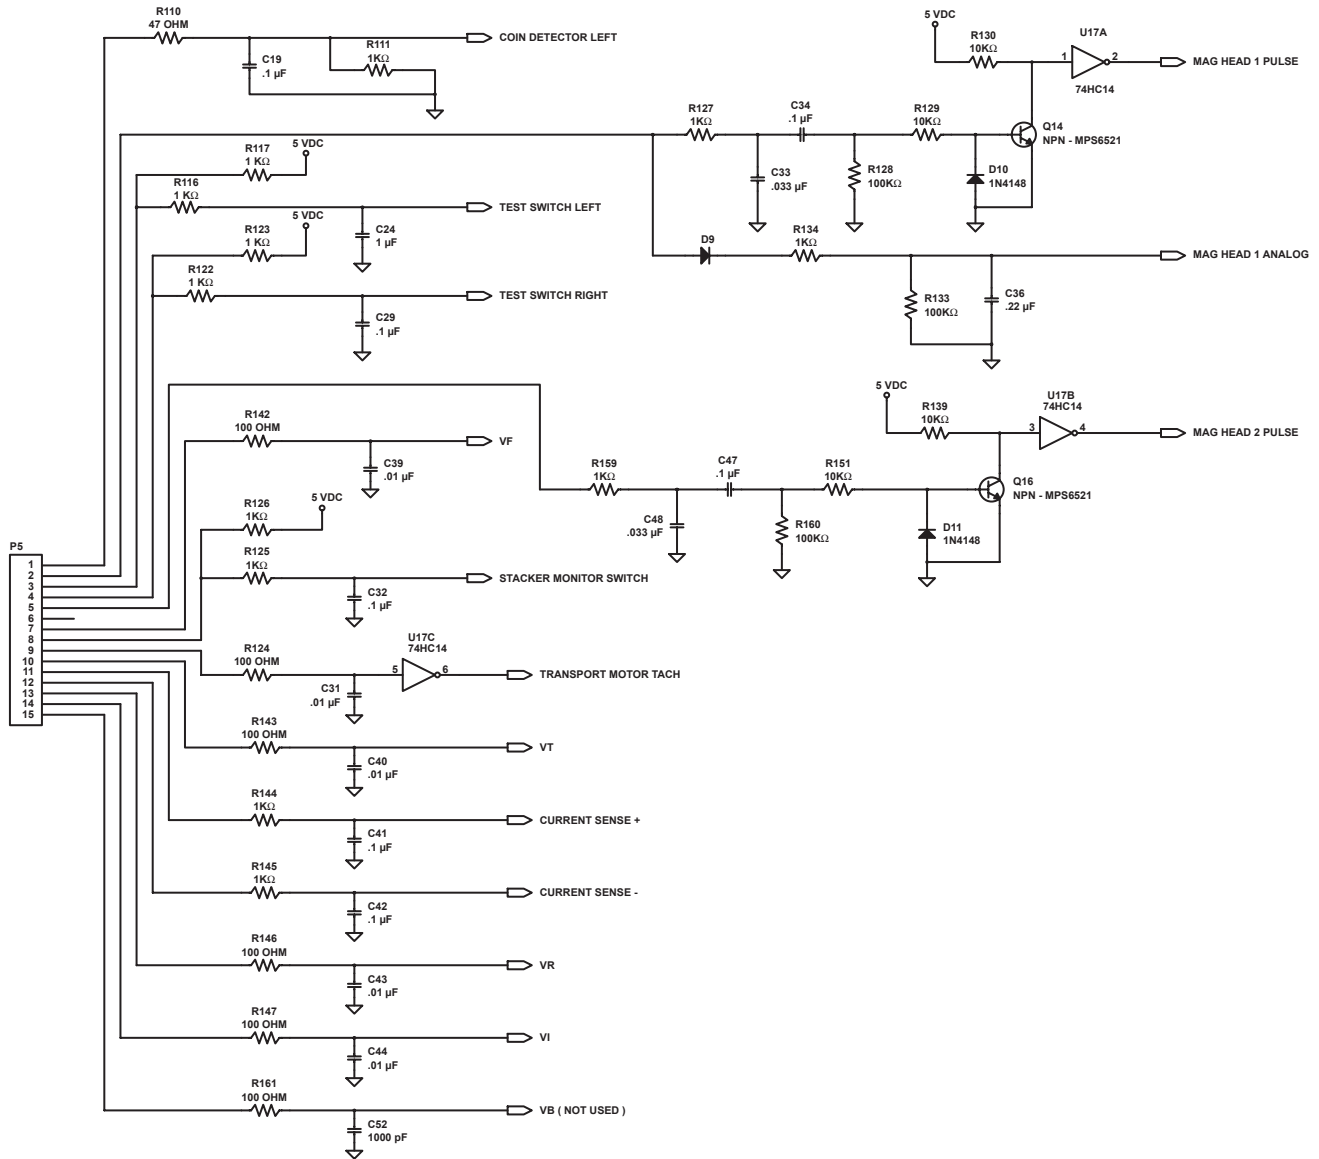 R110
47 OHM
COIN DETECTOR LEFT
C19
.1 µF
R111
1KΩ
5 VDC
R130
10KΩ
U17A
1
2
74HC14
MAG HEAD 1 PULSE
R127
1KΩ
C34
.1 µF
R129
10KΩ
Q14
NPN - MPS6521
C33
.033 µF
R128
100KΩ
D10
1N4148
R117
1 KΩ
5 VDC
R116
1 KΩ
TEST SWITCH LEFT
C24
1 µF
R123
1 KΩ
5 VDC
R122
1 KΩ
TEST SWITCH RIGHT
C29
.1 µF
D9
R134
1KΩ
MAG HEAD 1 ANALOG
R133
100KΩ
C36
.22 µF
R142
100 OHM
VF
C39
.01 µF
5 VDC
R139
10KΩ
U17B
74HC14
3
4
MAG HEAD 2 PULSE
R159
1KΩ
C47
.1 µF
R151
10KΩ
Q16
NPN - MPS6521
C48
.033 µF
R160
100KΩ
D11
1N4148
R126
1KΩ
5 VDC
R125
1KΩ
STACKER MONITOR SWITCH
C32
.1 µF
P5
1
2
3
4
5
6
7
8
9
10
11
12
13
14
15
R124
100 OHM
U17C
74HC14
5
6
TRANSPORT MOTOR TACH
C31
.01 µF
R143
100 OHM
VT
C40
.01 µF
R144
1KΩ
CURRENT SENSE +
C41
.1 µF
R145
1KΩ
CURRENT SENSE -
C42
.1 µF
R146
100 OHM
VR
C43
.01 µF
R147
100 OHM
VI
C44
.01 µF
R161
100 OHM
VB ( NOT USED )
C52
1000 pF